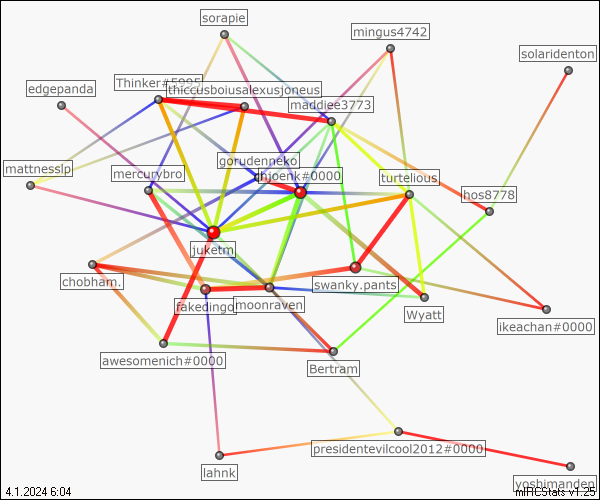 sorapie
mingus4742
solaridenton
Thinker#5995
thiccusboiusalexusjoneus
edgepanda
maddiee3773
gorudenneko
mattnesslp
mercurybro
hjoenk#0000
turtelious
hos8778
juketm
chobham.
swanky.pants
fakedingo
moonraven
Wyatt
ikeachan#0000
awesomenich#0000
Bertram
presidentevilcool2012#0000
lahnk
yoshimanden
4.1.2024 6:04
mIRCStats v1.25